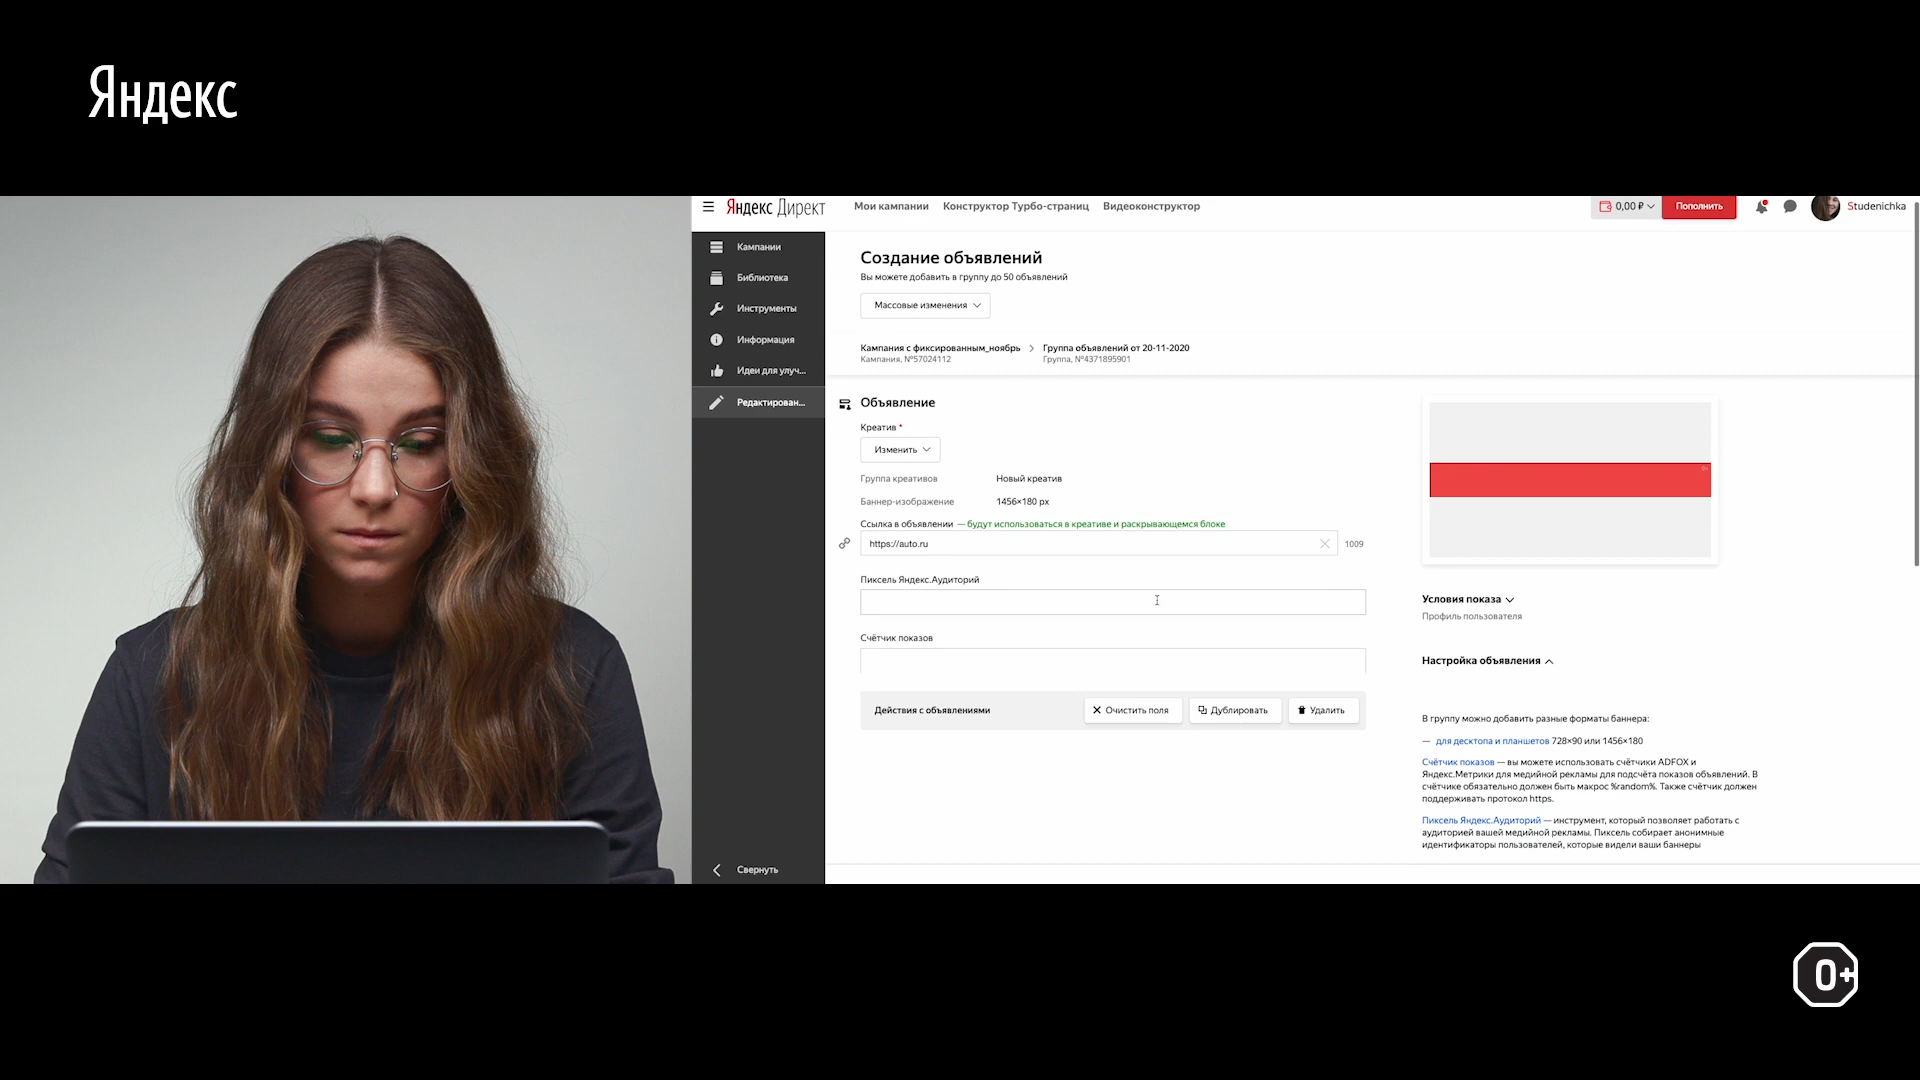 Яндекс
Яндекс Директ
Мои кампании Конструктор Турбо-страниц Видеоконструктор
0,00 ₽ Пополнить Studenichka
Кампании
Библиотека
Инструменты
Информация
Идеи для улуч...
Редактирован...
Свернуть
Создание объявлений
Вы можете добавить в группу до 50 объявлений
Массовые изменения
Кампания с фиксированным_ноябрь > Группа объявлений от 20-11-2020
Кампания, №57024112 Группа, №4371895901
Объявление
Креатив *
Изменить
Группа креативов Новый креатив
Баннер-изображение 1456×180 px
Ссылка в объявлении — будут использоваться в креативе и раскрывающемся блоке
https://auto.ru 1009
Пиксель Яндекс.Аудиторий
Счётчик показов
Действия с объявлениями Очистить поля Дублировать Удалить
Условия показа
Профиль пользователя
Настройка объявления
В группу можно добавить разные форматы баннера:
— для десктопа и планшетов 728×90 или 1456×180
Счётчик показов — вы можете использовать счётчики ADFOX и
Яндекс.Метрики для медийной рекламы для подсчёта показов объявлений. В
счётчике обязательно должен быть макрос %random%. Также счётчик должен
поддерживать протокол https.
Пиксель Яндекс.Аудиторий — инструмент, который позволяет работать с
аудиторией вашей медийной рекламы. Пиксель собирает анонимные
идентификаторы пользователей, которые видели ваши баннеры
0+